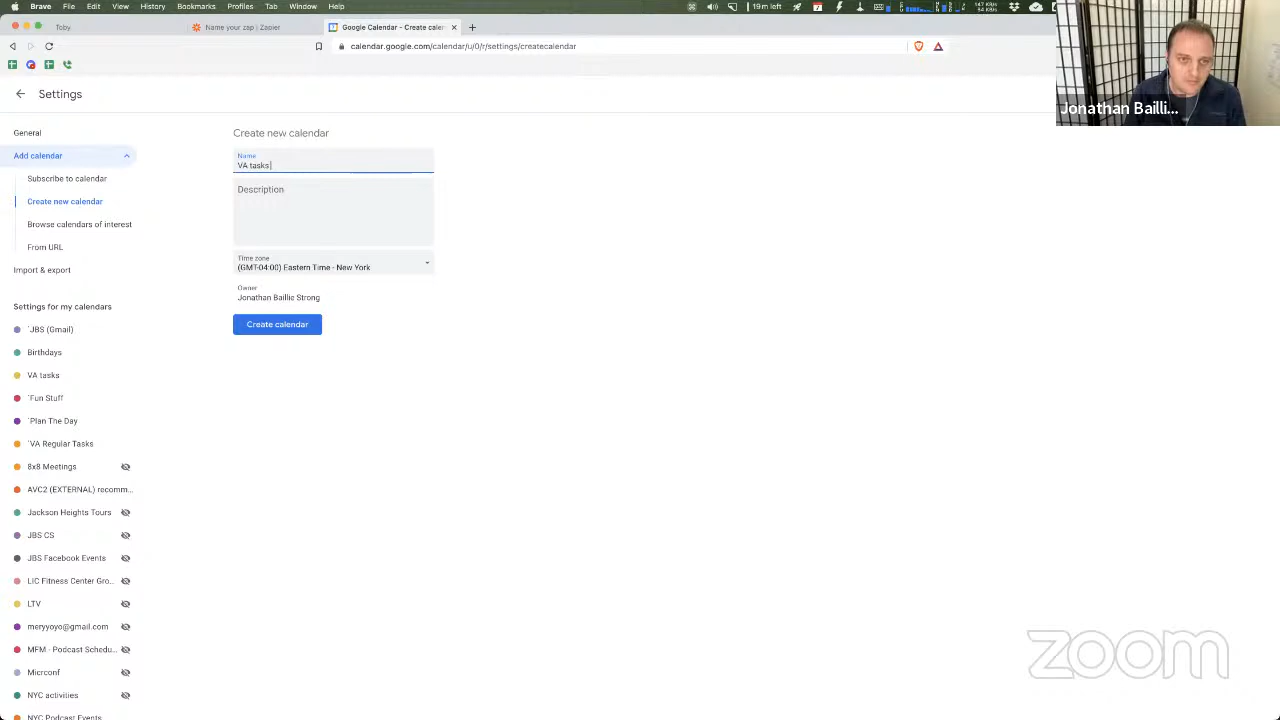 Brave File Edit View History Bookmarks Profiles Tab Window Help
19m left
Toby
Name your zap | Zapier
Google Calendar - Create calen
calendar.google.com/calendar/u/0/r/settings/createcalendar
Settings
General
Add calendar
Subscribe to calendar
Create new calendar
Browse calendars of interest
From URL
Import & export
Settings for my calendars
`JBS (Gmail)
Birthdays
VA tasks
`Fun Stuff
`Plan The Day
`VA Regular Tasks
8x8 Meetings
AVC2 (EXTERNAL) recomm...
Jackson Heights Tours
JBS CS
JBS Facebook Events
LIC Fitness Center Gro...
LTV
meryyoyo@gmail.com
MFM - Podcast Schedu...
Micrconf
NYC activities
NYC Podcast Events
Create new calendar
Name
VA tasks
Description
Time zone
(GMT-04:00) Eastern Time - New York
Owner
Jonathan Baillie Strong
Create calendar
Jonathan Bailli...
zoom